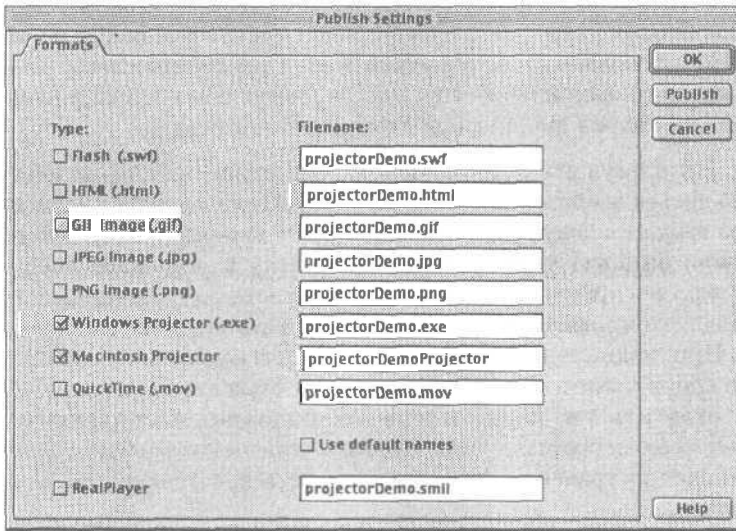 Publish Settings
Formats
OK
Publish
Cancel
Type:
Filename:
Flash (.swf)
projectorDemo.swf
HTML (.html)
projectorDemo.html
GIF Image (.gif)
projectorDemo.gif
JPEG Image (.jpg)
projectorDemo.jpg
PNG Image (.png)
projectorDemo.png
Windows Projector (.exe)
projectorDemo.exe
Macintosh Projector
projectorDemoProjector
QuickTime (.mov)
projectorDemo.mov
Use default names
RealPlayer
projectorDemo.smil
Help